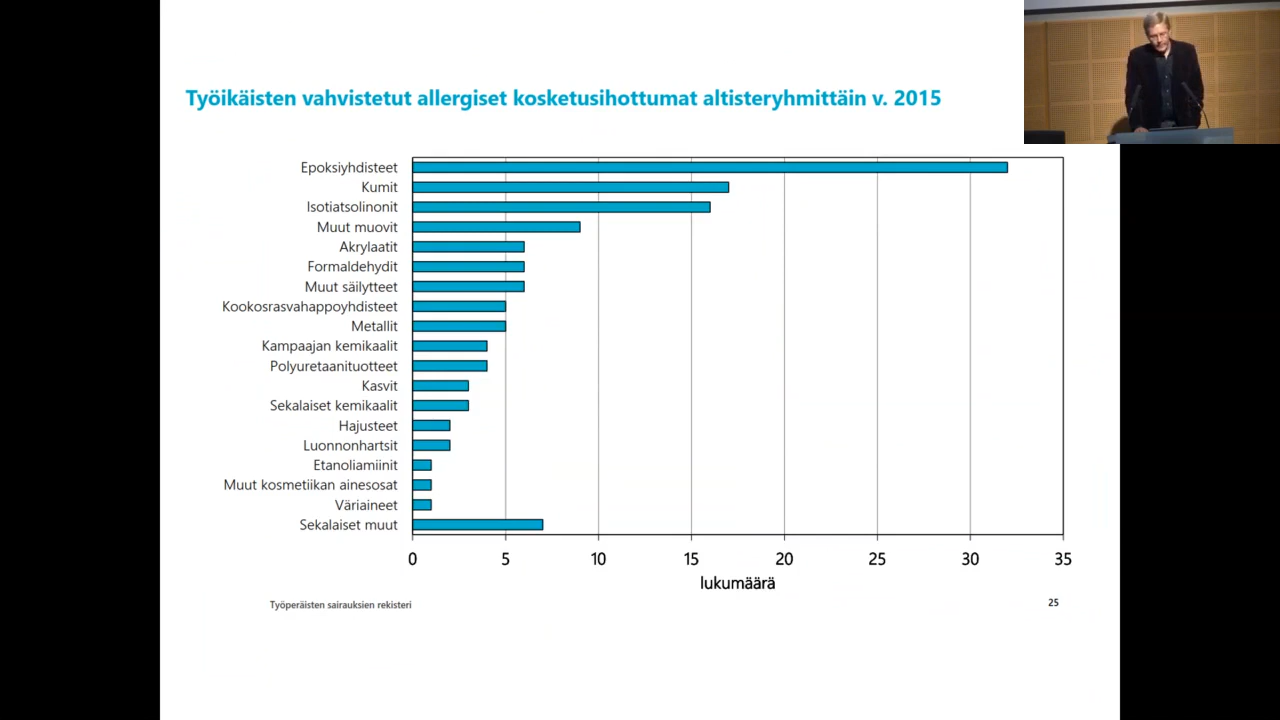 Työikäisten vahvistetut allergiset kosketusihottumat altisteryhmittäin v. 2015
Epoksiyhdisteet
Kumit
Isotiatsolinonit
Muut muovit
Akrylaatit
Formaldehydit
Muut säilytteet
Kookosrasvahappoyhdisteet
Metallit
Kampaajan kemikaalit
Polyuretaanituotteet
Kasvit
Sekalaiset kemikaalit
Hajusteet
Luonnonhartsit
Etanoliamiinit
Muut kosmetiikan ainesosat
Väriaineet
Sekalaiset muut
0 5 10 15 20 25 30 35
lukumäärä
Työperäisten sairauksien rekisteri
25